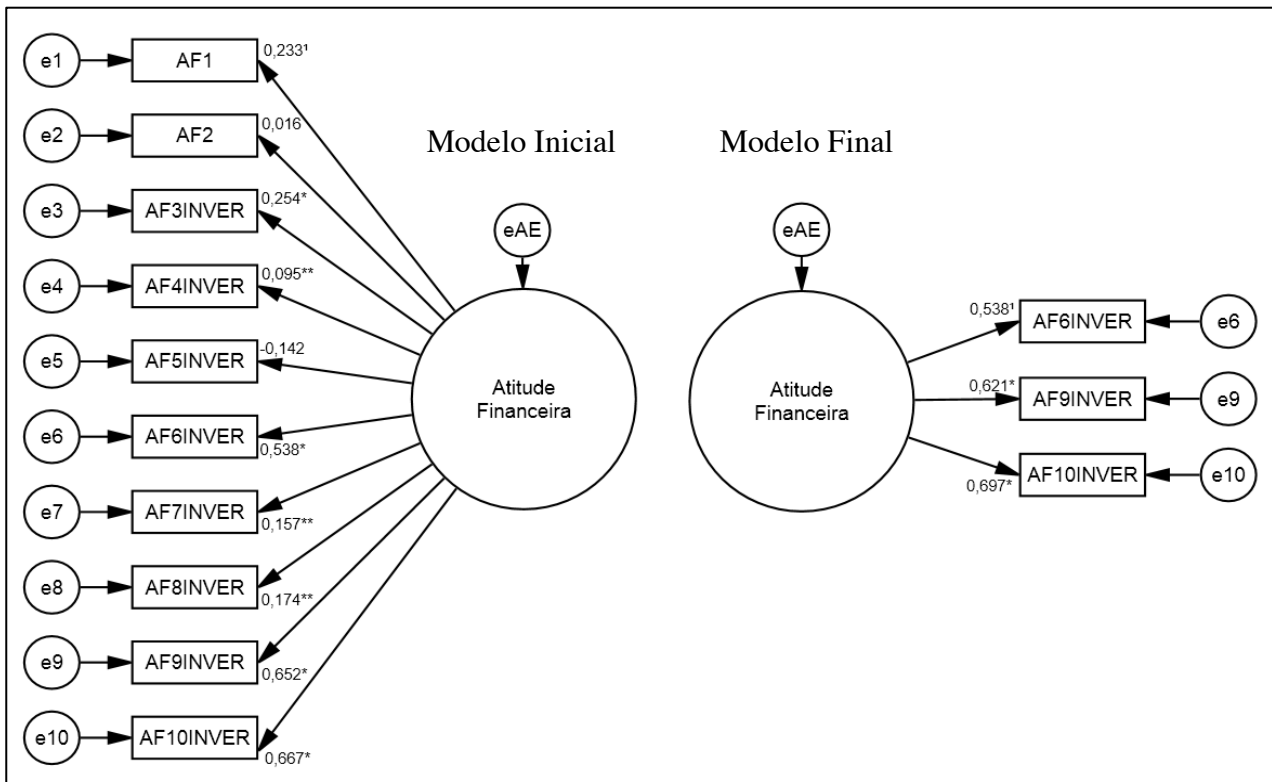 Modelo Inicial
e1
AF1
0,233¹
e2
AF2
0,016
e3
AF3INVER
0,254*
e4
AF4INVER
0,095**
e5
AF5INVER
-0,142
e6
AF6INVER
0,538*
e7
AF7INVER
0,157**
e8
AF8INVER
0,174**
e9
AF9INVER
0,652*
e10
AF10INVER
0,667*
eAE
Atitude
Financeira
Modelo Final
eAE
Atitude
Financeira
0,538¹
AF6INVER
e6
0,621*
AF9INVER
e9
0,697*
AF10INVER
e10